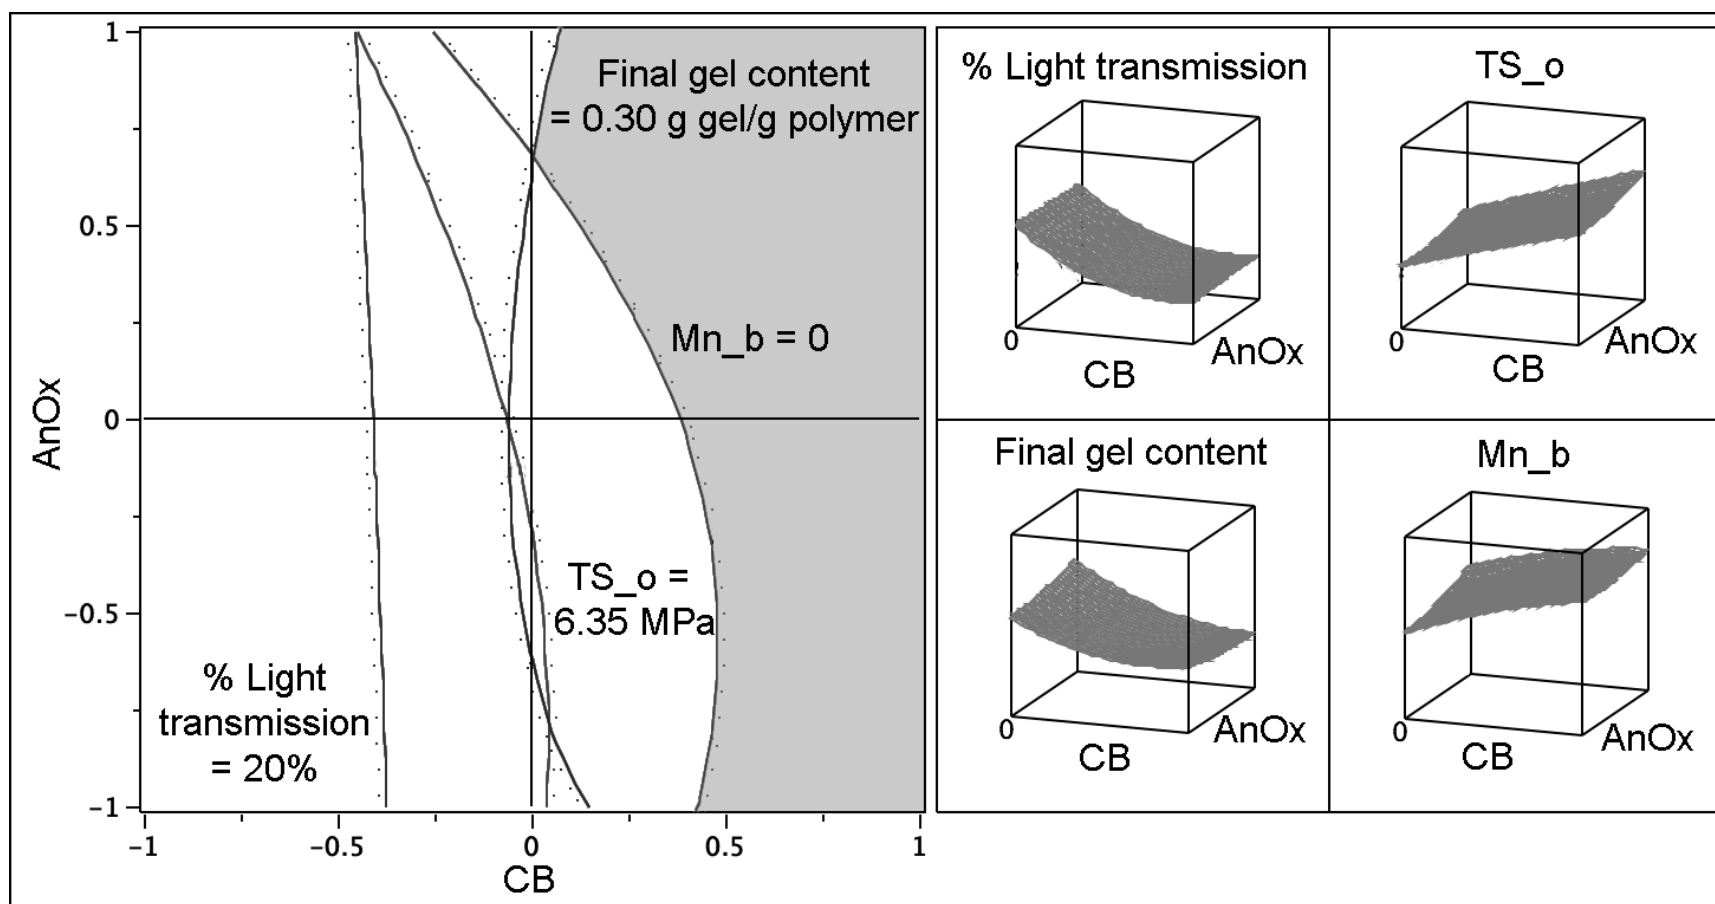 1
0.5
0
−0.5
−1
AnOx
-1
-0.5
0
0.5
1
CB
Final gel content
= 0.30 g gel/g polymer
Mn_b = 0
TS_o =
6.35 MPa
% Light
transmission
= 20%
% Light transmission
0
CB
AnOx
TS_o
0
CB
AnOx
Final gel content
0
CB
AnOx
Mn_b
0
CB
AnOx